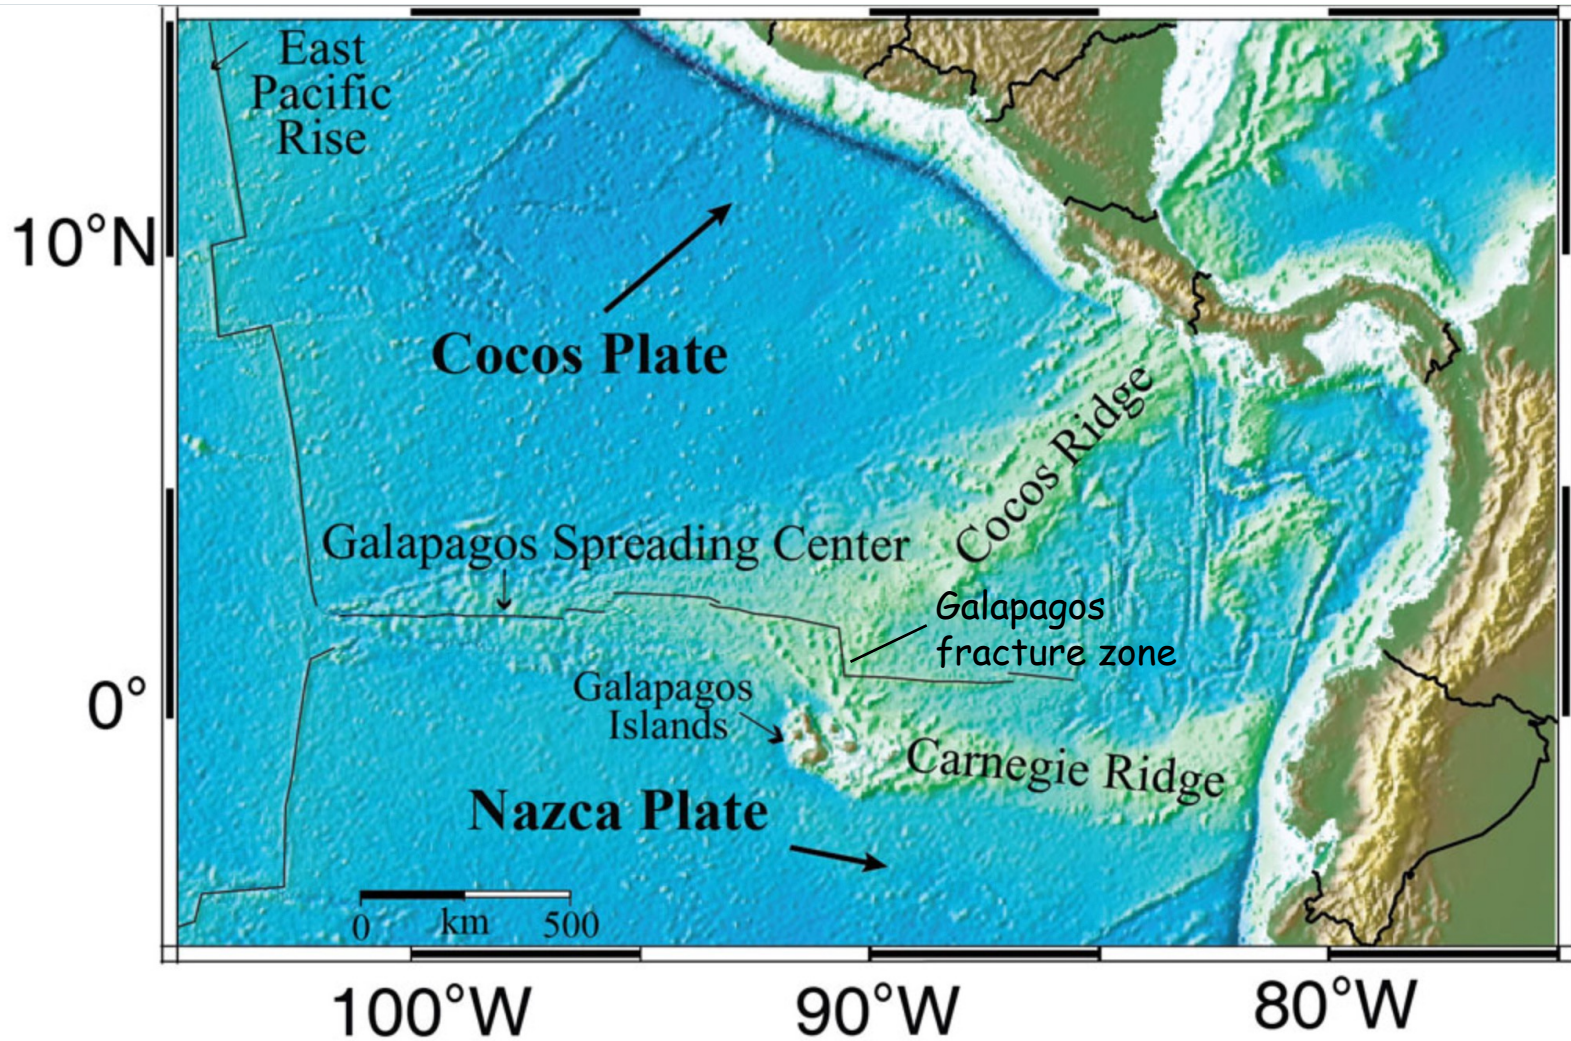 East
Pacific
Rise
10°N
Cocos Plate
Cocos Ridge
Galapagos Spreading Center
Galapagos
fracture zone
0°
Galapagos
Islands
Carnegie Ridge
Nazca Plate
0 km 500
100°W 90°W 80°W